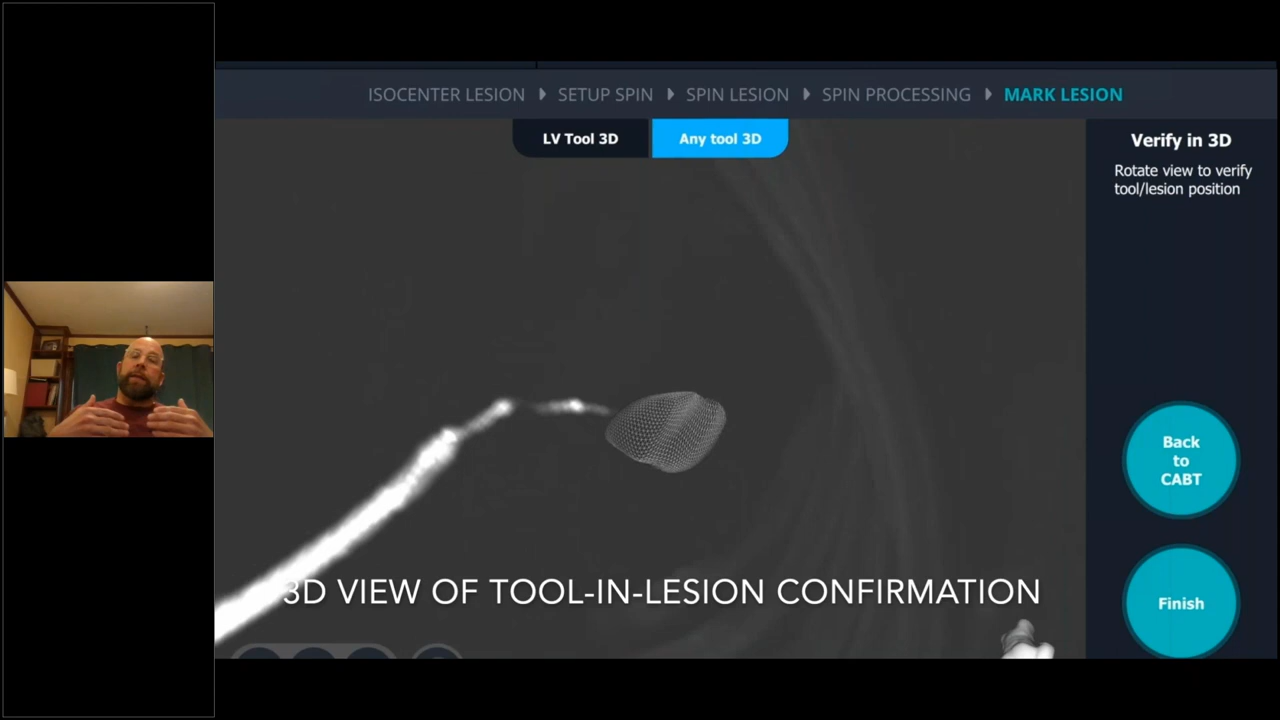 ISOCENTER LESION SETUP SPIN SPIN LESION SPIN PROCESSING MARK LESION
LV Tool 3D Any tool 3D
Verify in 3D
Rotate view to verify
tool/lesion position
Back
to
CABT
Finish
3D VIEW OF TOOL-IN-LESION CONFIRMATION